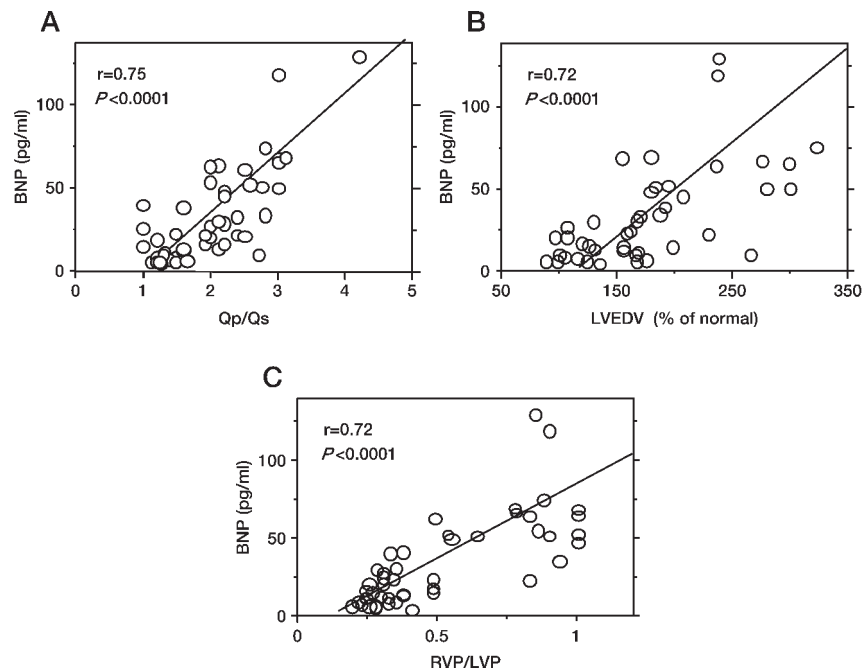 A
r=0.75
P<0.0001
BNP (pg/ml)
100
50
0
0 1 2 3 4 5
Qp/Qs
B
r=0.72
P<0.0001
BNP (pg/ml)
100
50
0
50 150 250 350
LVEDV (% of normal)
C
r=0.72
P<0.0001
BNP (pg/ml)
100
50
0
0 0.5 1
RVP/LVP